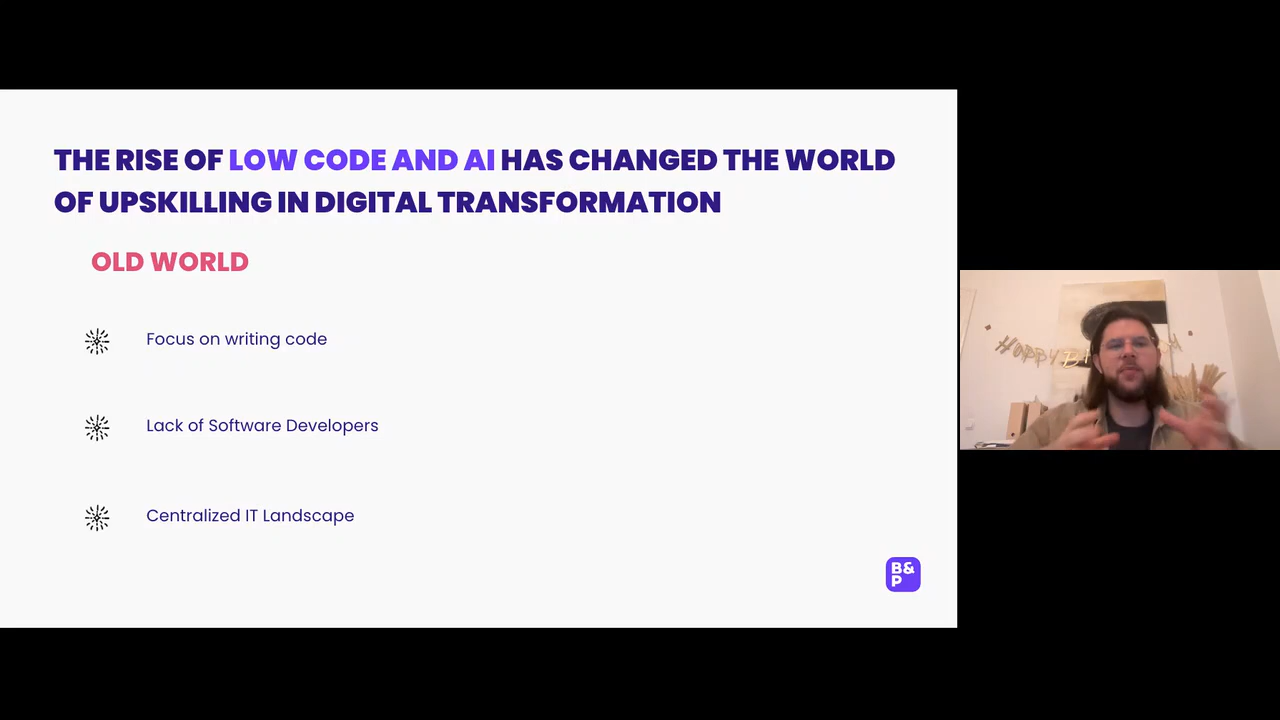 THE RISE OF LOW CODE AND AI HAS CHANGED THE WORLD
OF UPSKILLING IN DIGITAL TRANSFORMATION
OLD WORLD
Focus on writing code
Lack of Software Developers
Centralized IT Landscape
B&
P
HAPPY